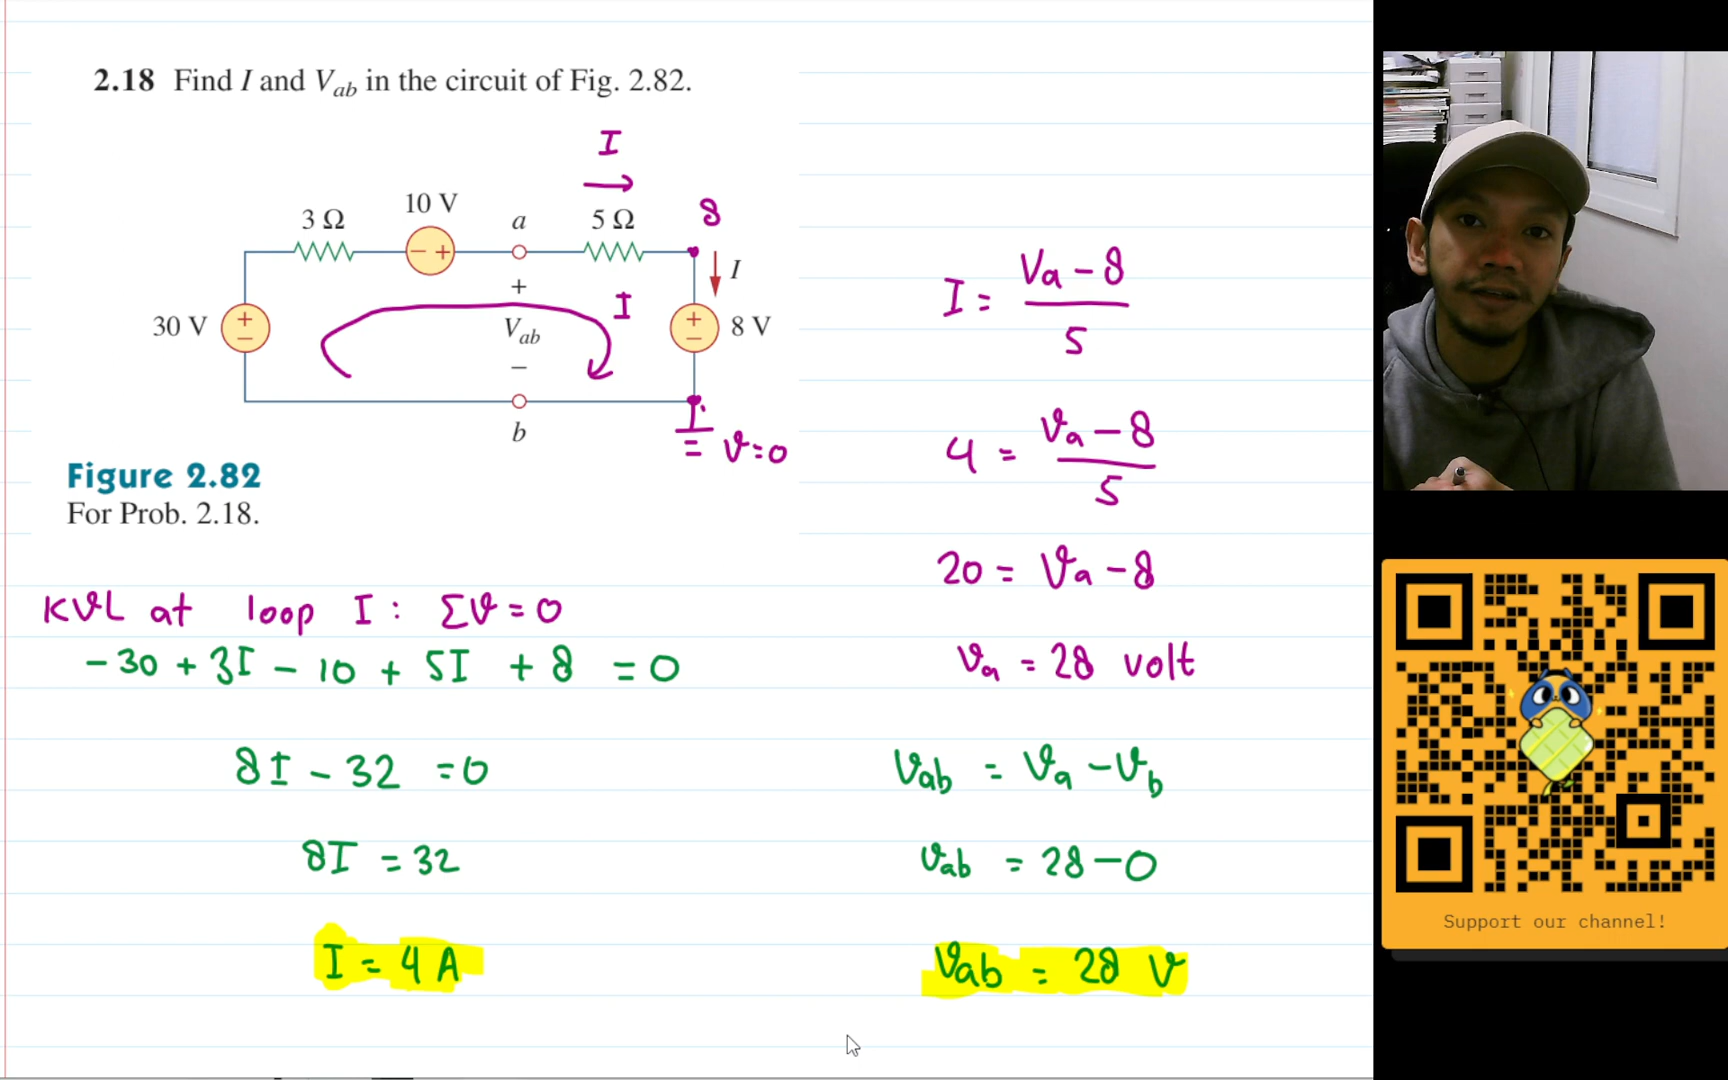 2.18 Find I and Vab in the circuit of Fig. 2.82.
I
10 V
3 Ω
a
5 Ω
8
− +
I
+
I
30 V
+
−
Vab
+
−
8 V
−
b
V=0
Figure 2.82
For Prob. 2.18.
KVL at loop I : ΣV = 0
-30 + 3I - 10 + 5I + 8 = 0
8I - 32 = 0
8I = 32
I = 4 A
I = Va - 8
5
4 = Va - 8
5
20 = Va - 8
Va = 28 volt
Vab = Va - Vb
Vab = 28 - 0
Vab = 28 V
Support our channel!